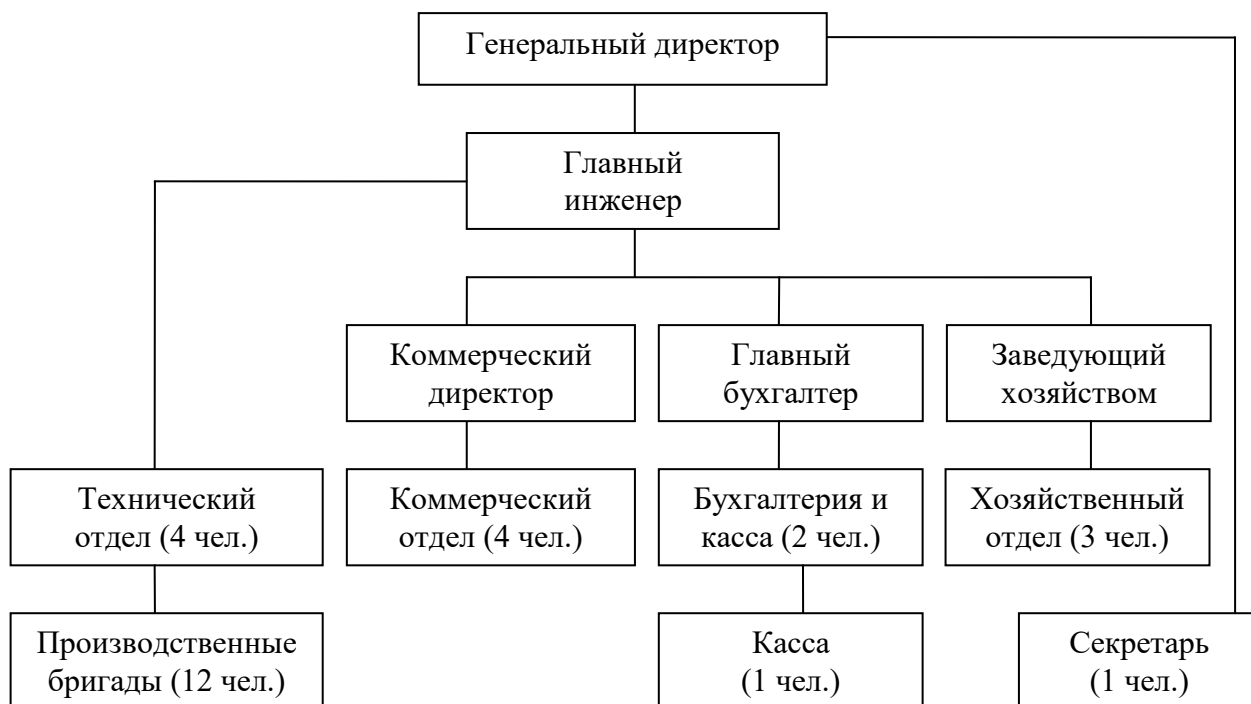 Генеральный директор
Главный
инженер
Коммерческий
директор
Главный
бухгалтер
Заведующий
хозяйством
Технический
отдел (4 чел.)
Коммерческий
отдел (4 чел.)
Бухгалтерия и
касса (2 чел.)
Хозяйственный
отдел (3 чел.)
Производственные
бригады (12 чел.)
Касса
(1 чел.)
Секретарь
(1 чел.)